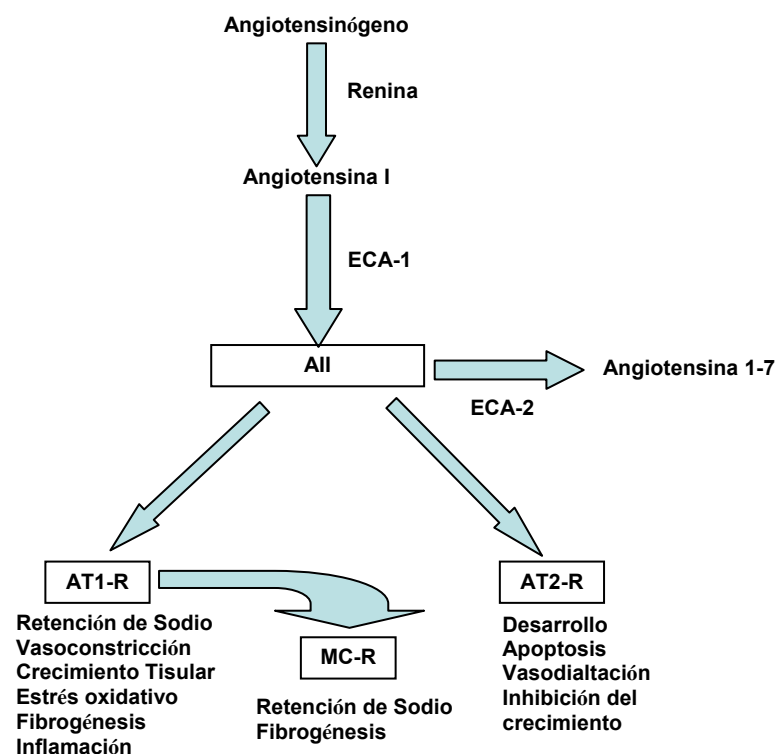 Angiotensinógeno
Renina
Angiotensina I
ECA-1
AII
Angiotensina 1-7
ECA-2
AT1-R
Retención de Sodio
Vasoconstricción
Crecimiento Tisular
Estrés oxidativo
Fibrogénesis
Inflamación
MC-R
Retención de Sodio
Fibrogénesis
AT2-R
Desarrollo
Apoptosis
Vasodialtación
Inhibición del
crecimiento